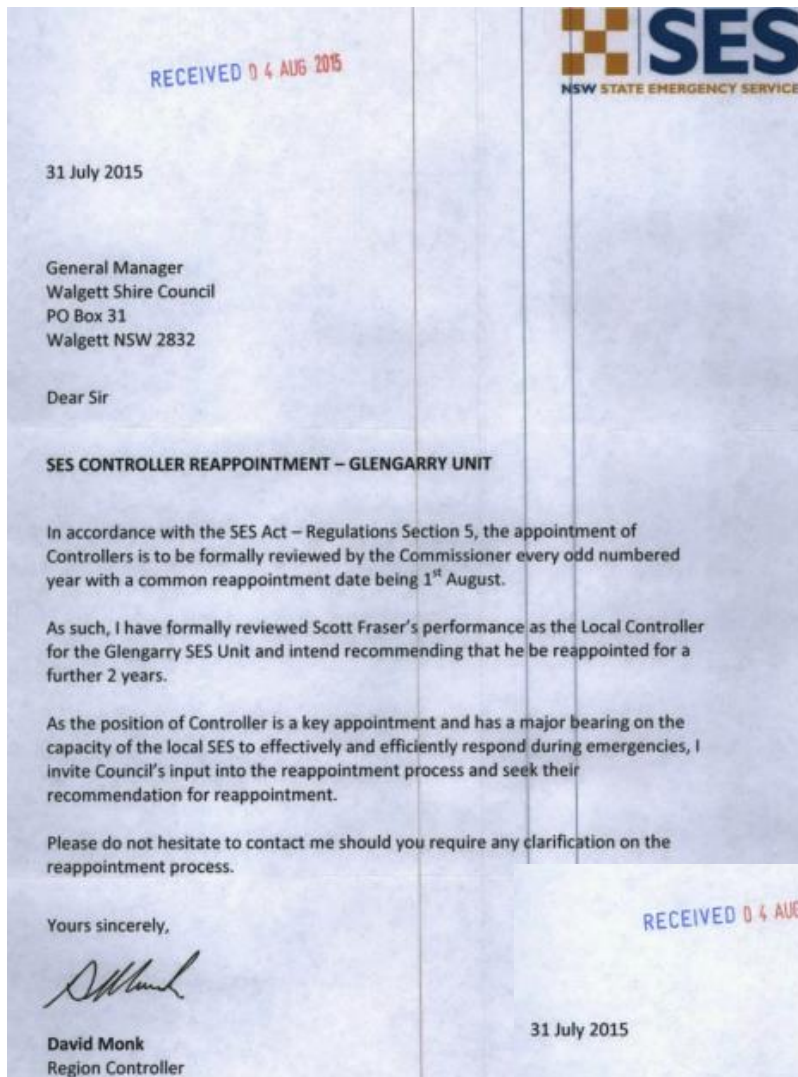 SES
NSW STATE EMERGENCY SERVICE
RECEIVED 04 AUG 2015
31 July 2015
General Manager
Walgett Shire Council
PO Box 31
Walgett NSW 2832
Dear Sir
SES CONTROLLER REAPPOINTMENT – GLENGARRY UNIT
In accordance with the SES Act – Regulations Section 5, the appointment of
Controllers is to be formally reviewed by the Commissioner every odd numbered
year with a common reappointment date being 1st August.
As such, I have formally reviewed Scott Fraser's performance as the Local Controller
for the Glengarry SES Unit and intend recommending that he be reappointed for a
further 2 years.
As the position of Controller is a key appointment and has a major bearing on the
capacity of the local SES to effectively and efficiently respond during emergencies, I
invite Council's input into the reappointment process and seek their
recommendation for reappointment.
Please do not hesitate to contact me should you require any clarification on the
reappointment process.
Yours sincerely,
David Monk
Region Controller
RECEIVED 04 AUG
31 July 2015